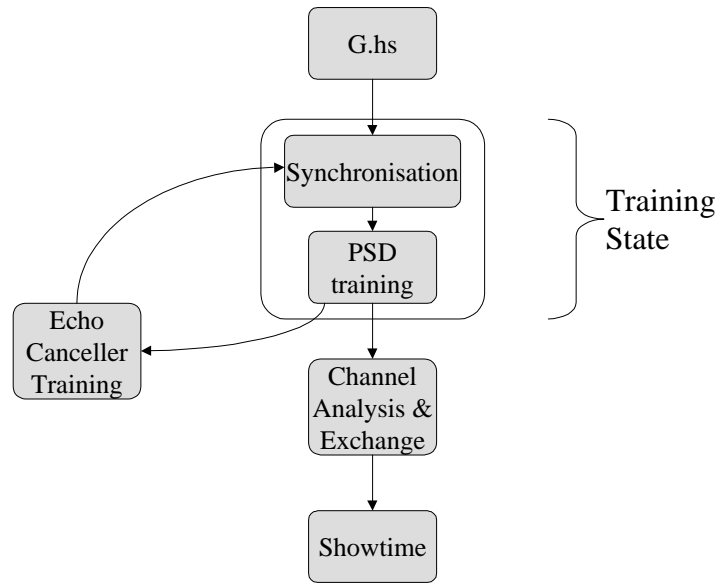 G.hs
Synchronisation
PSD
training
Training
State
Echo
Canceller
Training
Channel
Analysis &
Exchange
Showtime